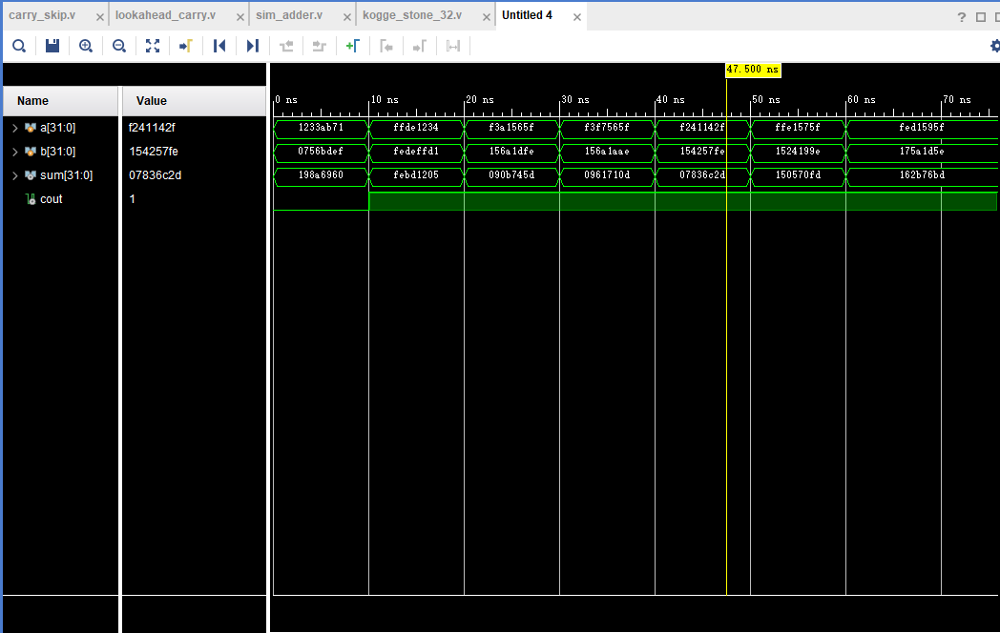 carry_skip.v lookahead_carry.v sim_adder.v kogge_stone_32.v Untitled 4
47.500 ns
Name Value
0 ns 10 ns 20 ns 30 ns 40 ns 50 ns 60 ns 70 ns
a[31:0] f241142f 1233ab71 ffde1234 f3a1565f f3f7565f f241142f ffe1575f fed1595f
b[31:0] 154257fe 0756bdef fedeffd1 156a1dfe 156a1aae 154257fe 1524199e 175a1d5e
sum[31:0] 07836c2d 198a6960 febd1205 090b745d 0961710d 07836c2d 150570fd 162b76bd
cout 1